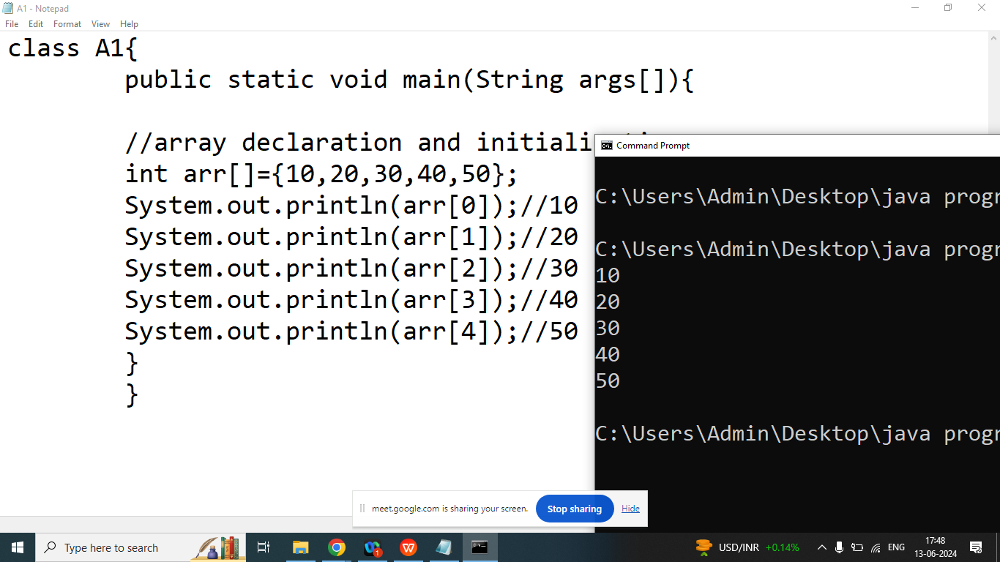 A1 - Notepad
File Edit Format View Help
class A1{
public static void main(String args[]){
//array declaration and initiali
int arr[]={10,20,30,40,50};
System.out.println(arr[0]);//10
System.out.println(arr[1]);//20
System.out.println(arr[2]);//30
System.out.println(arr[3]);//40
System.out.println(arr[4]);//50
}
}
Command Prompt
C:\Users\Admin\Desktop\java progr
C:\Users\Admin\Desktop\java progr
10
20
30
40
50
C:\Users\Admin\Desktop\java progr
meet.google.com is sharing your screen. Stop sharing Hide
Type here to search
1
USD/INR +0.14%
ENG
17:48
13-06-2024